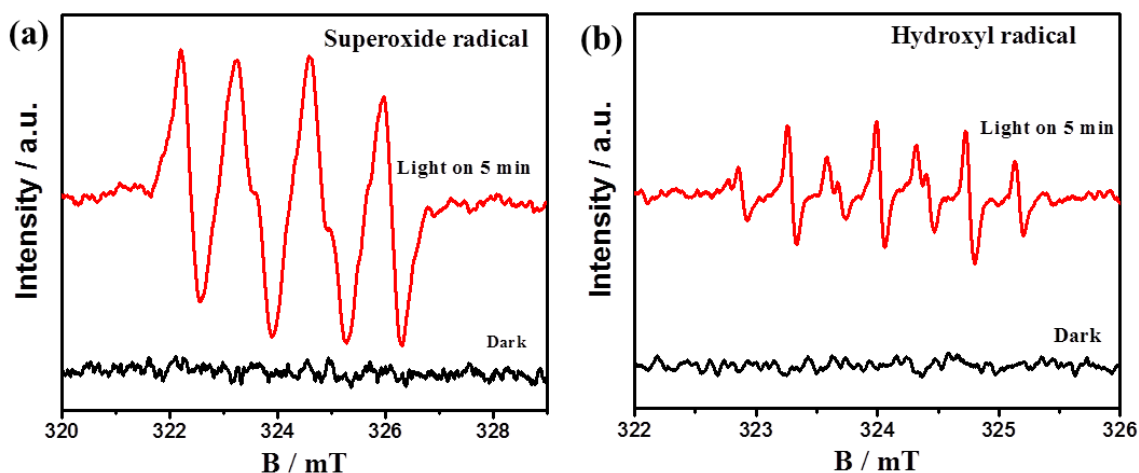 (a)
Superoxide radical
Light on 5 min
Dark
Intensity / a.u.
320 322 324 326 328
B / mT
(b)
Hydroxyl radical
Light on 5 min
Dark
Intensity / a.u.
322 323 324 325 326
B / mT